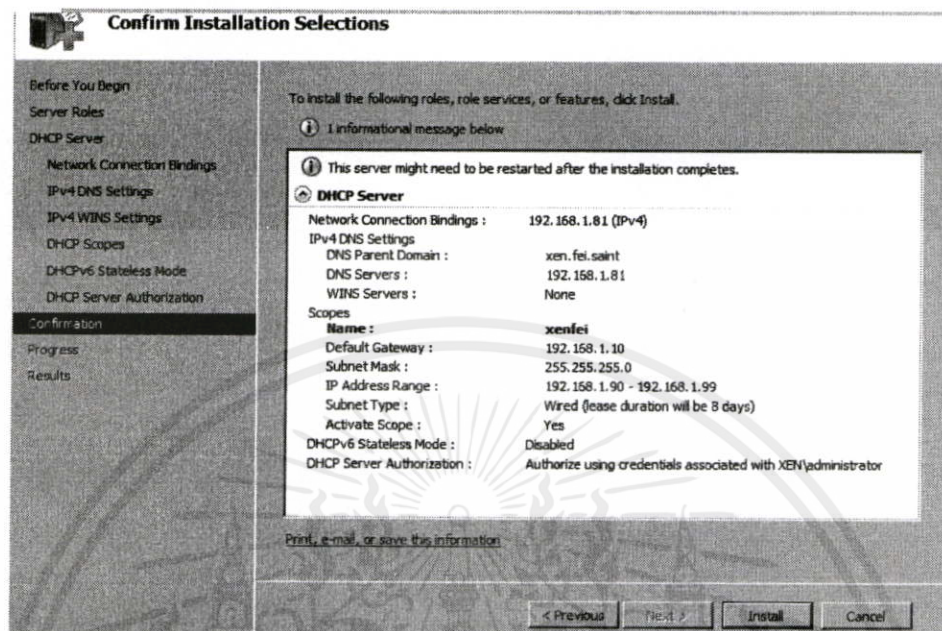 Confirm Installation Selections
Before You Begin
Server Roles
DHCP Server
Network Connection Bindings
IPv4 DNS Settings
IPv4 WINS Settings
DHCP Scopes
DHCPv6 Stateless Mode
DHCP Server Authorization
Confirmation
Progress
Results
To install the following roles, role services, or features, click Install.
1 informational message below
This server might need to be restarted after the installation completes.
DHCP Server
Network Connection Bindings : 192.168.1.81 (IPv4)
IPv4 DNS Settings
DNS Parent Domain : xen.fei.saint
DNS Servers : 192.168.1.81
WINS Servers : None
Scopes
Name : xenfei
Default Gateway : 192.168.1.10
Subnet Mask : 255.255.255.0
IP Address Range : 192.168.1.90 - 192.168.1.99
Subnet Type : Wired (lease duration will be 8 days)
Activate Scope : Yes
DHCPv6 Stateless Mode : Disabled
DHCP Server Authorization : Authorize using credentials associated with XEN\administrator
Print, e-mail, or save this information
< Previous Next > Install Cancel